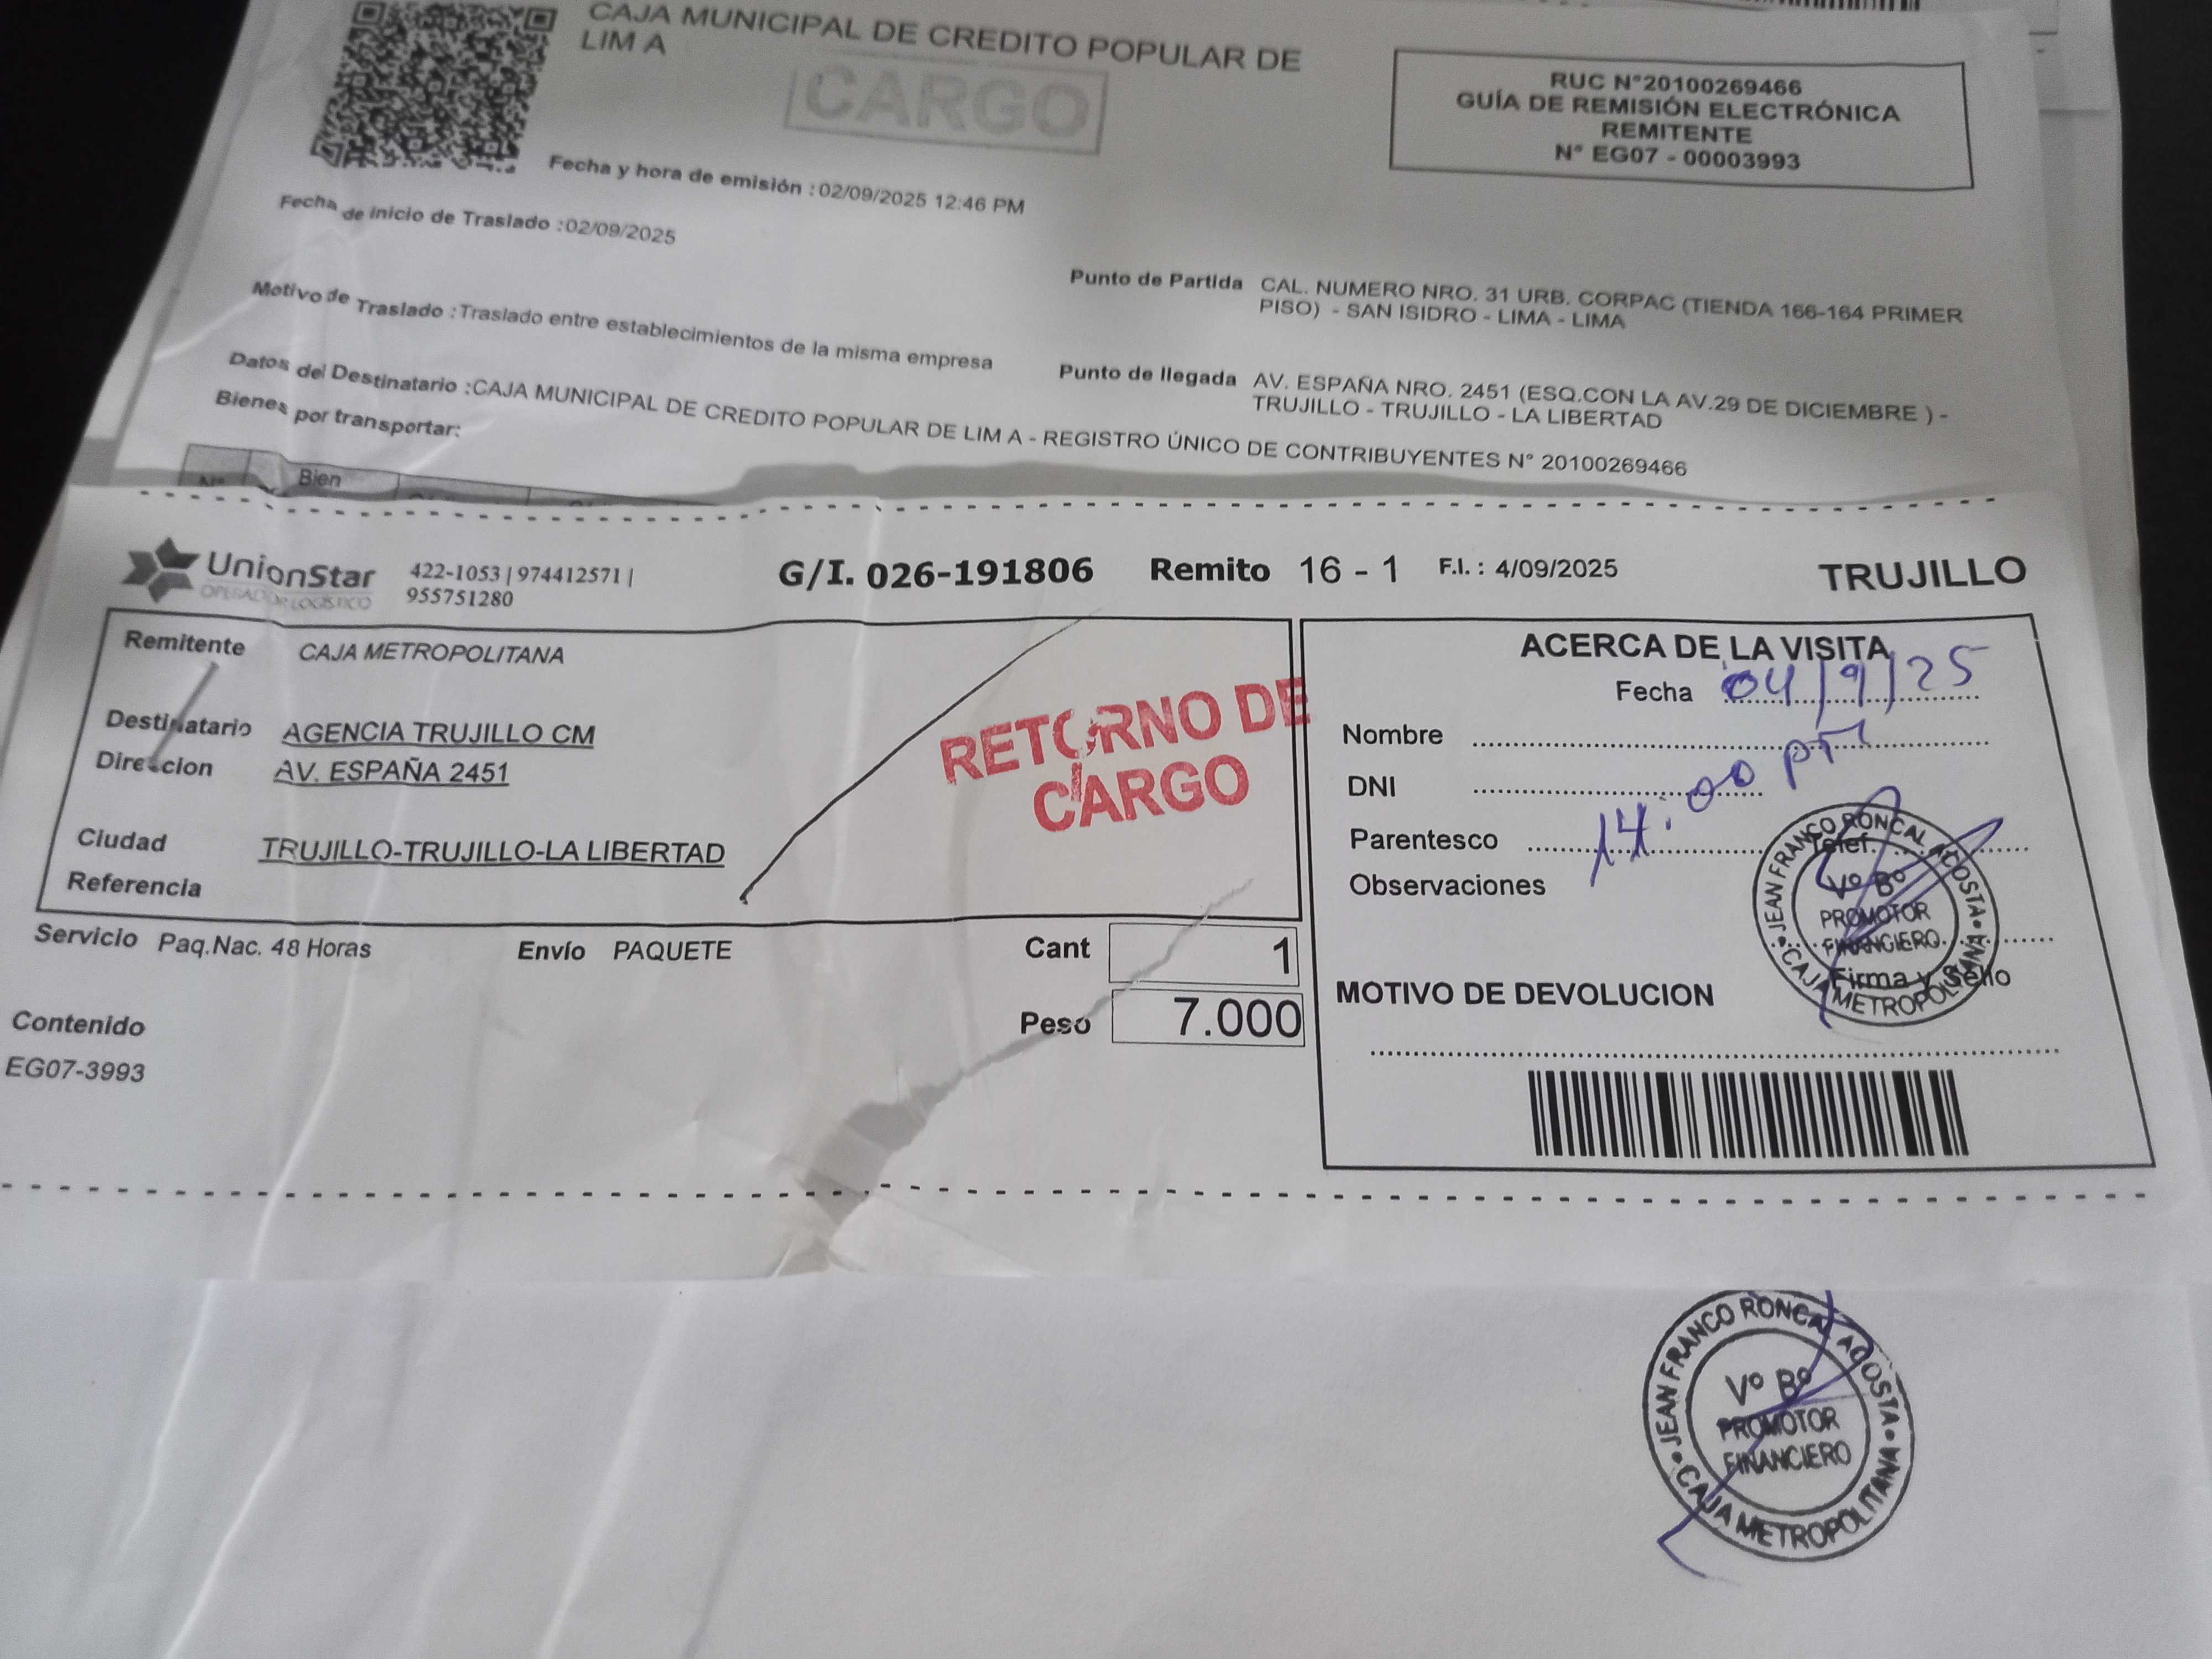 CAJA MUNICIPAL DE CREDITO POPULAR DE
LIM A
CARGO
RUC N°20100269466
GUÍA DE REMISIÓN ELECTRÓNICA
REMITENTE
N° EG07 - 00003993
Fecha y hora de emisión : 02/09/2025 12:46 PM
Fecha de inicio de Traslado : 02/09/2025
Motivo de Traslado : Traslado entre establecimientos de la misma empresa
Punto de Partida CAL. NUMERO NRO. 31 URB. CORPAC (TIENDA 166-164 PRIMER
PISO) - SAN ISIDRO - LIMA - LIMA
Punto de llegada AV. ESPAÑA NRO. 2451 (ESQ.CON LA AV.29 DE DICIEMBRE ) -
TRUJILLO - TRUJILLO - LA LIBERTAD
Datos del Destinatario : CAJA MUNICIPAL DE CREDITO POPULAR DE LIM A - REGISTRO ÚNICO DE CONTRIBUYENTES N° 20100269466
Bienes por transportar:
Bien
UnionStar
OPERADOR LOGÍSTICO
422-1053 | 974412571 |
955751280
G/I. 026-191806 Remito 16 - 1 F.I. : 4/09/2025 TRUJILLO
Remitente CAJA METROPOLITANA
Destinatario AGENCIA TRUJILLO CM
Direccion AV. ESPAÑA 2451
Ciudad TRUJILLO-TRUJILLO-LA LIBERTAD
Referencia
RETORNO DE
CARGO
Servicio Paq.Nac. 48 Horas Envío PAQUETE Cant 1
Peso 7.000
Contenido
EG07-3993
ACERCA DE LA VISITA
Fecha 04/9/25
Nombre
DNI
14:00 pm
Parentesco Telef.
Observaciones
Firma y Sello
JEAN FRANCO RONCAL ACOSTA
V° B°
PROMOTOR
FINANCIERO
CAJA METROPOLITANA
MOTIVO DE DEVOLUCION
JEAN FRANCO RONCAL ACOSTA
V° B°
PROMOTOR
FINANCIERO
CAJA METROPOLITANA